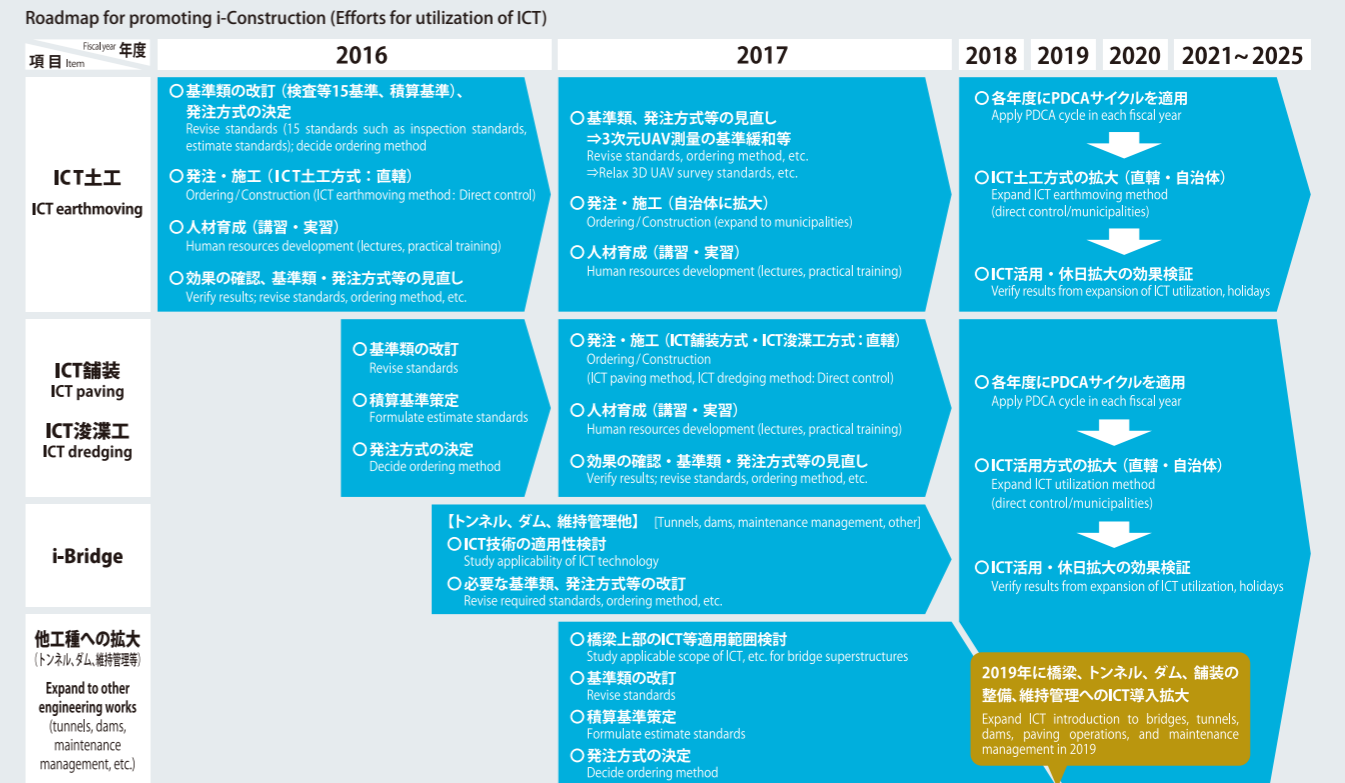 Roadmap for promoting i-Construction (Efforts for utilization of ICT)
Fiscal year 年度
項目 Item
2016
2017
2018
2019
2020
2021~2025
ICT土工
ICT earthmoving
○基準類の改訂（検査等15基準、積算基準）、
発注方式の決定
Revise standards (15 standards such as inspection standards,
estimate standards); decide ordering method
○発注・施工（ICT土工方式：直轄）
Ordering/Construction (ICT earthmoving method: Direct control)
○人材育成（講習・実習）
Human resources development (lectures, practical training)
○効果の確認、基準類・発注方式等の見直し
Verify results; revise standards, ordering method, etc.
○基準類、発注方式等の見直し
⇒3次元UAV測量の基準緩和等
Revise standards, ordering method, etc.
⇒Relax 3D UAV survey standards, etc.
○発注・施工（自治体に拡大）
Ordering/Construction (expand to municipalities)
○人材育成（講習・実習）
Human resources development (lectures, practical training)
○各年度にPDCAサイクルを適用
Apply PDCA cycle in each fiscal year
○ICT土工方式の拡大（直轄・自治体）
Expand ICT earthmoving method
(direct control/municipalities)
○ICT活用・休日拡大の効果検証
Verify results from expansion of ICT utilization, holidays
ICT舗装
ICT paving
ICT浚渫工
ICT dredging
○基準類の改訂
Revise standards
○積算基準策定
Formulate estimate standards
○発注方式の決定
Decide ordering method
○発注・施工（ICT舗装方式・ICT浚渫工方式：直轄）
Ordering/Construction
(ICT paving method, ICT dredging method: Direct control)
○人材育成（講習・実習）
Human resources development (lectures, practical training)
○効果の確認・基準類・発注方式等の見直し
Verify results; revise standards, ordering method, etc.
○各年度にPDCAサイクルを適用
Apply PDCA cycle in each fiscal year
○ICT活用方式の拡大（直轄・自治体）
Expand ICT utilization method
(direct control/municipalities)
○ICT活用・休日拡大の効果検証
Verify results from expansion of ICT utilization, holidays
i-Bridge
【トンネル、ダム、維持管理他】 [Tunnels, dams, maintenance management, other]
○ICT技術の適用性検討
Study applicability of ICT technology
○必要な基準類、発注方式等の改訂
Revise required standards, ordering method, etc.
他工種への拡大
（トンネル、ダム、維持管理等）
Expand to other
engineering works
(tunnels, dams,
maintenance
management, etc.)
○橋梁上部のICT等適用範囲検討
Study applicable scope of ICT, etc. for bridge superstructures
○基準類の改訂
Revise standards
○積算基準策定
Formulate estimate standards
○発注方式の決定
Decide ordering method
2019年に橋梁、トンネル、ダム、舗装の
整備、維持管理へのICT導入拡大
Expand ICT introduction to bridges, tunnels,
dams, paving operations, and maintenance
management in 2019